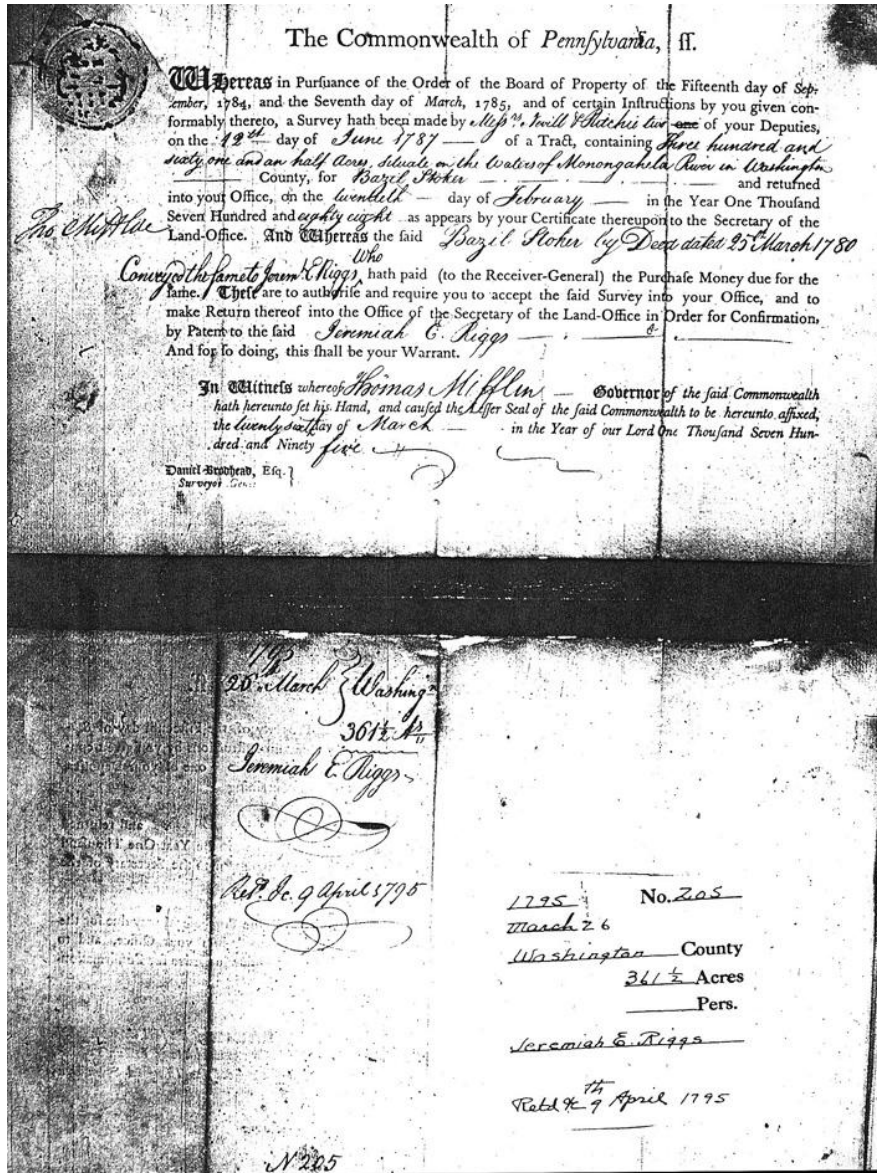 The Commonwealth of Pennſylvania, ſſ.
WHereas in Purſuance of the Order of the Board of Property of the Fifteenth day of Sep-
tember, 1784, and the Seventh day of March, 1785, and of certain Inſtructions by you given con-
formably thereto, a Survey hath been made by Meſsrs. Nevill & Ritchie two one of your Deputies,
on the 12th day of June 1787 — of a Tract, containing Three hundred and
sixty one and an half Acres, situate on the Waters of Monongahela River in Washington
County, for Bazil Stoker — and returned
into your Office, on the twentieth — day of February — in the Year One Thousand
Seven Hundred and eighty eight as appears by your Certificate thereupon to the Secretary of the
Land-Office. And Whereas the said Bazil Stoker by Deed dated 25th March 1780
Tho Mifflin
who
Conveyed the same to Jerem. E Riggs, hath paid (to the Receiver-General) the Purchaſe Money due for the
ſame. Theſe are to authoriſe and require you to accept the ſaid Survey into your Office, and to
make Return thereof into the Office of the Secretary of the Land-Office in Order for Confirmation,
by Patent to the ſaid Jeremiah E. Riggs —
And for ſo doing, this ſhall be your Warrant.
In Witneſs whereof Thomas Mifflin — Governor of the ſaid Commonwealth
hath hereunto ſet his Hand, and cauſed the Leſſer Seal of the ſaid Commonwealth to be hereunto affixed,
the twenty sixth day of March — in the Year of our Lord One Thouſand Seven Hun-
dred and Ninety five
Daniel Brodhead, Eſq.
Surveyor Gen
1795
26th March } Washingn
361 1/2 As
Jeremiah E. Riggs
Retd. &c. 9 April 1795
N 205
1795 No. 205
March 26
Washington County
361 1/2 Acres
Pers.
Jeremiah E. Riggs
Retd &c 9th April 1795